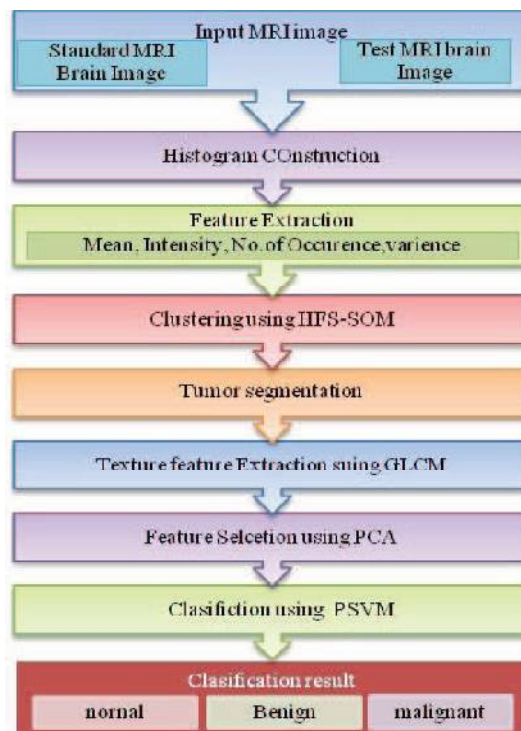 Input MRI image
Standard MRI
Brain Image
Test MRI brain
Image
Histogram COnstruction
Feature Extraction
Mean, Intensity, No. of Occurence,varience
Clustering using HFS-SOM
Tumor segmentation
Texture feature Extraction suing GLCM
Feature Selcetion using PCA
Clasifiction using PSVM
Clasification result
nornal
Benign
malignant